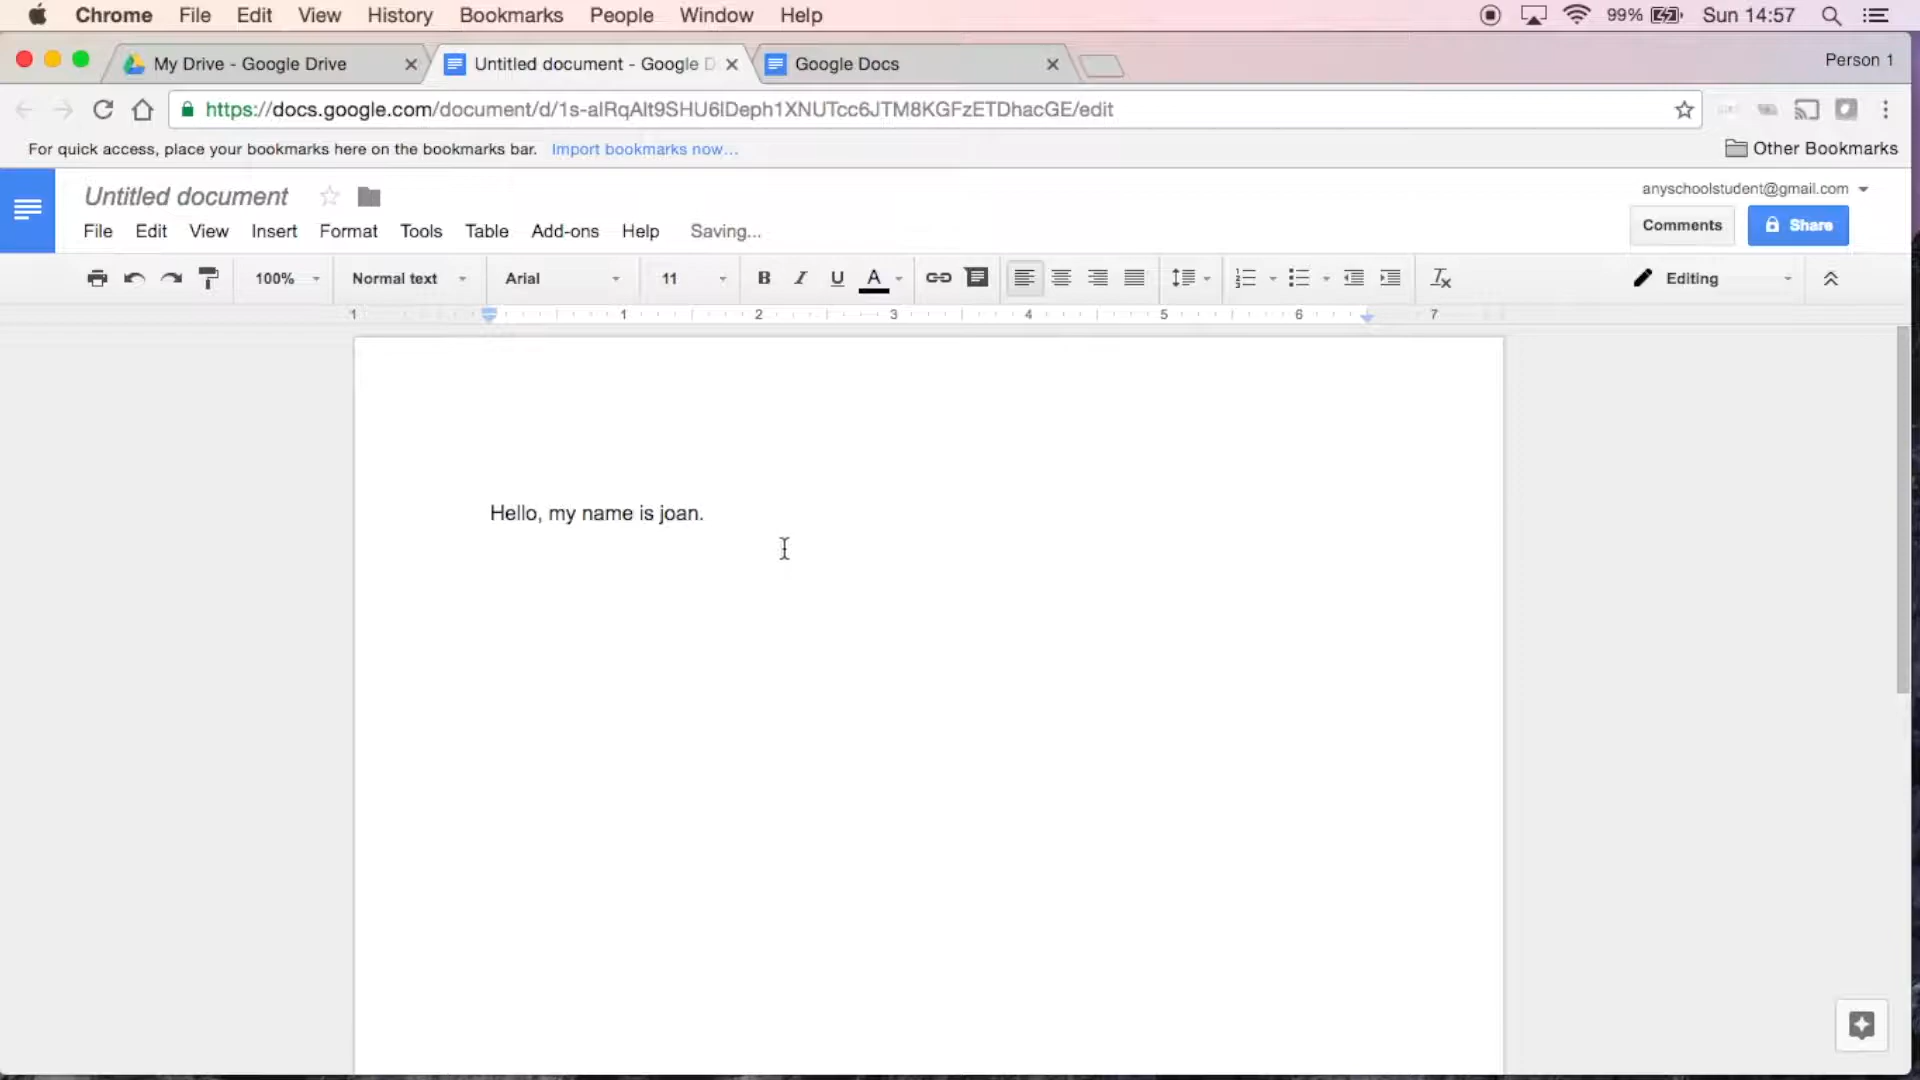 Chrome File Edit View History Bookmarks People Window Help 99% Sun 14:57
My Drive - Google Drive Untitled document - Google D Google Docs Person 1
https://docs.google.com/document/d/1s-alRqAlt9SHU6lDeph1XNUTcc6JTM8KGFzETDhacGE/edit
For quick access, place your bookmarks here on the bookmarks bar. Import bookmarks now... Other Bookmarks
Untitled document anyschoolstudent@gmail.com
File Edit View Insert Format Tools Table Add-ons Help Saving... Comments Share
100% Normal text Arial 11 B I U A Editing
1 1 2 3 4 5 6 7
Hello, my name is joan.